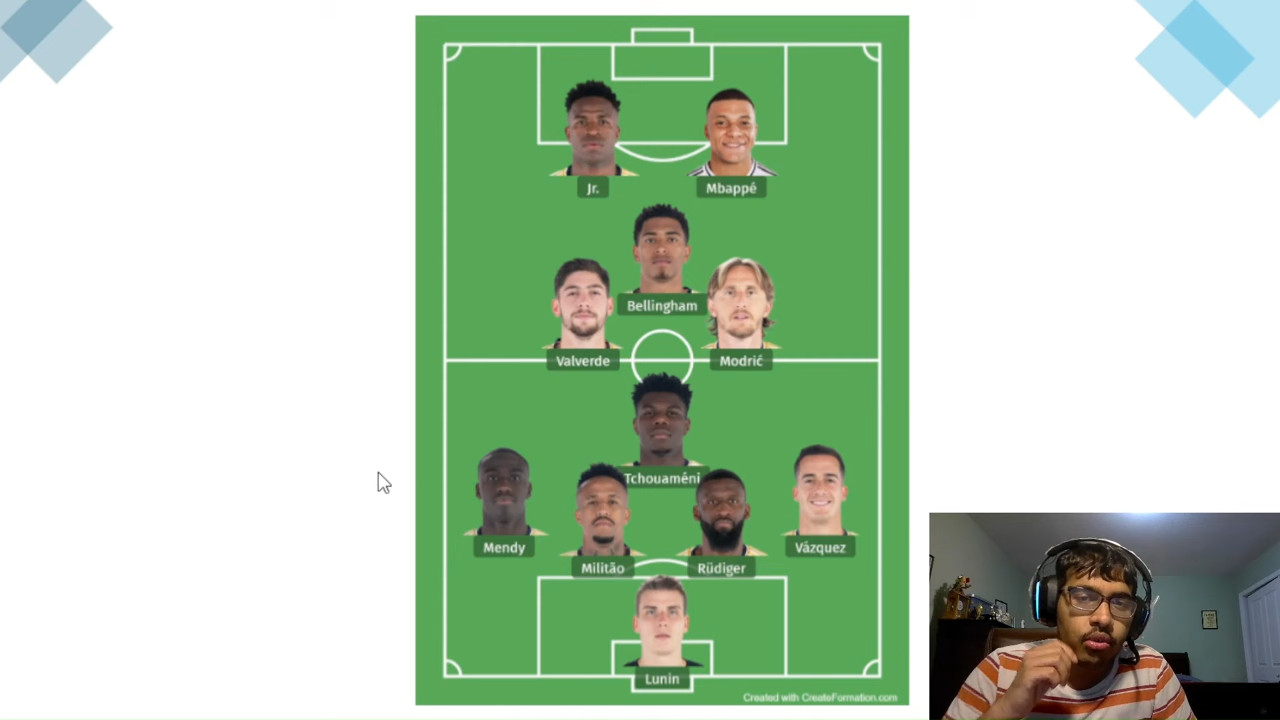 Jr.
Mbappé
Bellingham
Valverde
Modrić
Tchouaméni
Mendy
Vázquez
Militão
Rüdiger
Lunin
Created with CreateFormation.com